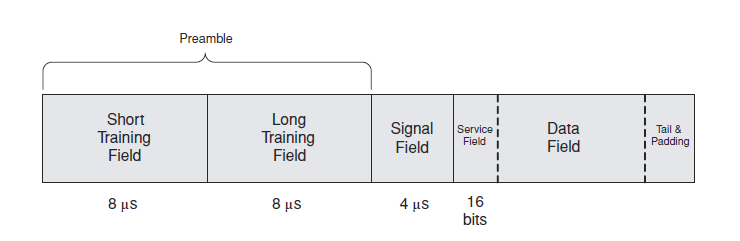 Preamble
Short
Training
Field
Long
Training
Field
Signal
Field
Service
Field
Data
Field
Tail &
Padding
8 μs
8 μs
4 μs
16
bits